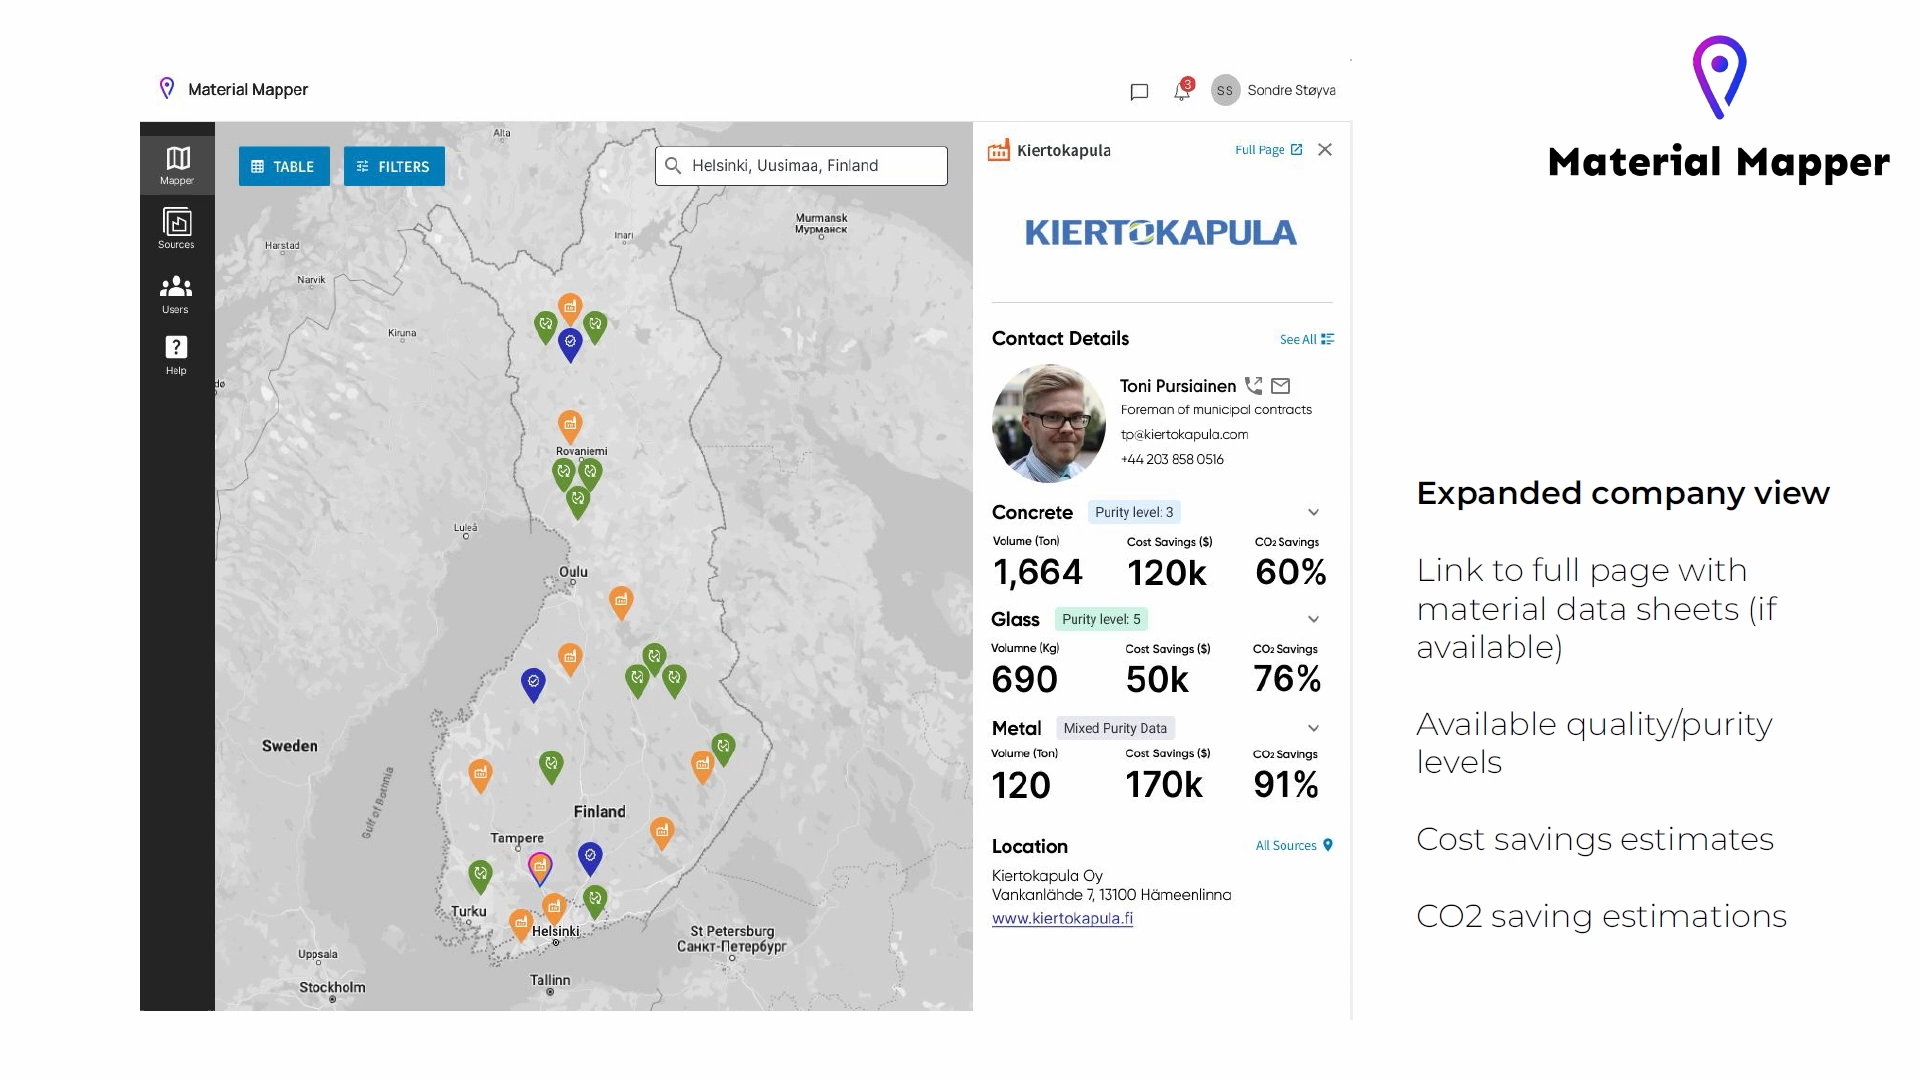 Material Mapper
3
SS
Sondre Støyva
Mapper
Sources
Users
Help
TABLE
FILTERS
Helsinki, Uusimaa, Finland
Alta
Murmansk
Мурманск
Inari
Harstad
Narvik
Kiruna
Rovaniemi
Luleå
Oulu
Sweden
Gulf of Bothnia
Finland
Tampere
Turku
Helsinki
St Petersburg
Санкт-Петербург
Uppsala
Stockholm
Tallinn
Kiertokapula
Full Page
KIERTOKAPULA
Contact Details
See All
Toni Pursiainen
Foreman of municipal contracts
tp@kiertokapula.com
+44 203 858 0516
Concrete
Purity level: 3
Volume (Ton)
Cost Savings ($)
CO2 Savings
1,664
120k
60%
Glass
Purity level: 5
Volumne (Kg)
Cost Savings ($)
CO2 Savings
690
50k
76%
Metal
Mixed Purity Data
Volume (Ton)
Cost Savings ($)
CO2 Savings
120
170k
91%
Location
All Sources
Kiertokapula Oy
Vankanlähde 7, 13100 Hämeenlinna
www.kiertokapula.fi
Material Mapper
Expanded company view
Link to full page with
material data sheets (if
available)
Available quality/purity
levels
Cost savings estimates
CO2 saving estimations